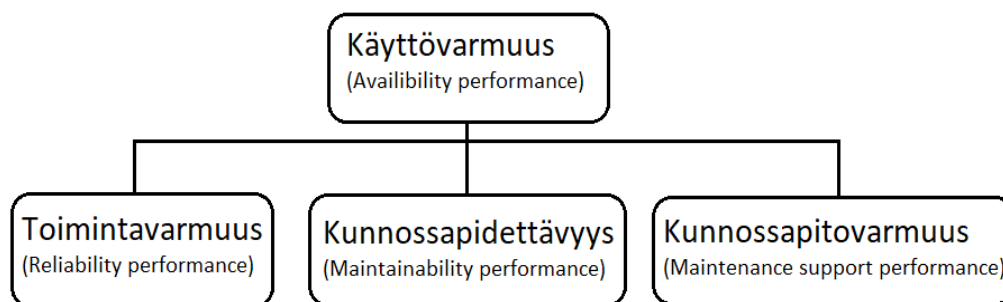 Käyttövarmuus
(Availibility performance)
Toimintavarmuus
(Reliability performance)
Kunnossapidettävyys
(Maintainability performance)
Kunnossapitovarmuus
(Maintenance support performance)